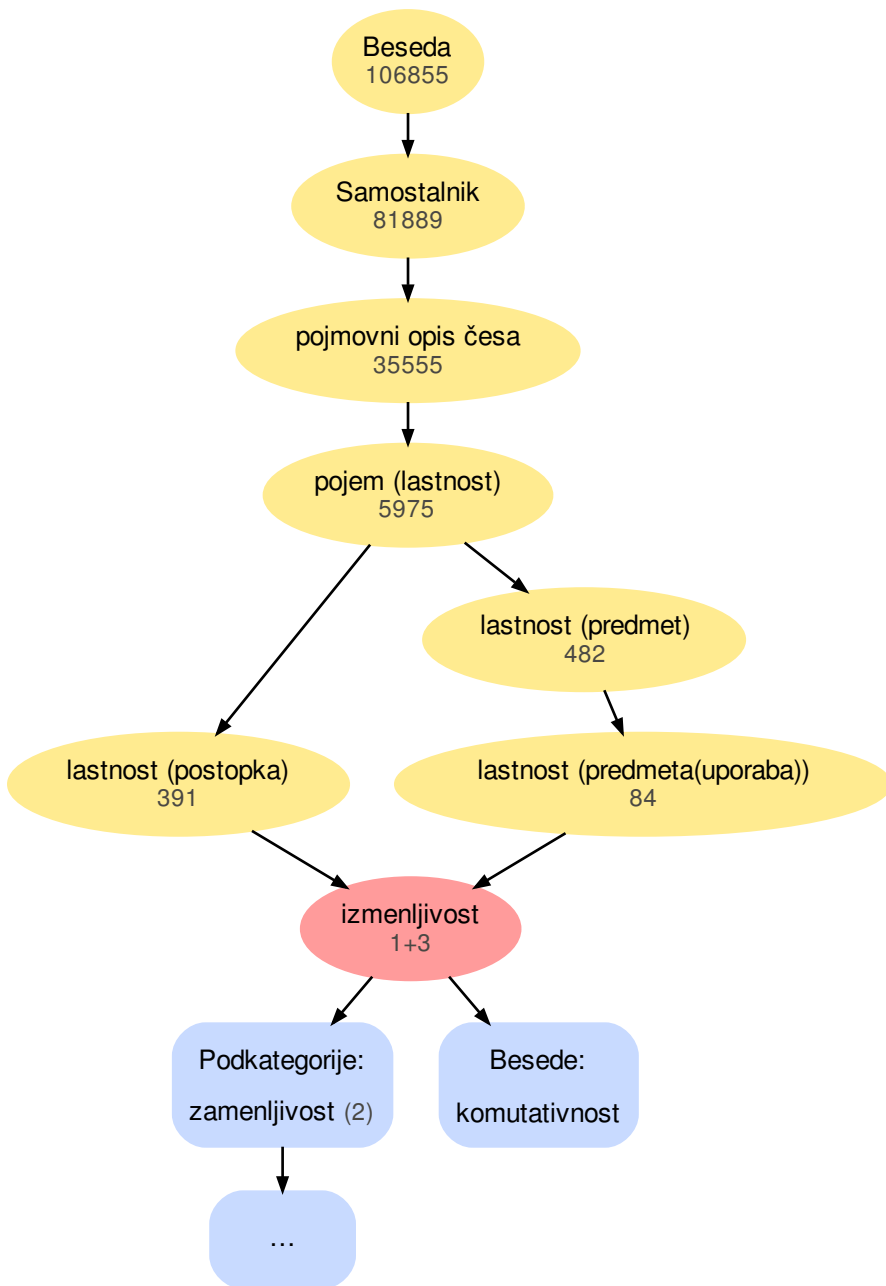 Beseda
106855
Samostalnik
81889
pojmovni opis česa
35555
pojem (lastnost)
5975
lastnost (predmet)
482
lastnost (postopka)
391
lastnost (predmeta(uporaba))
84
izmenljivost
1+3
Podkategorije:
zamenljivost (2)
Besede:
komutativnost
…